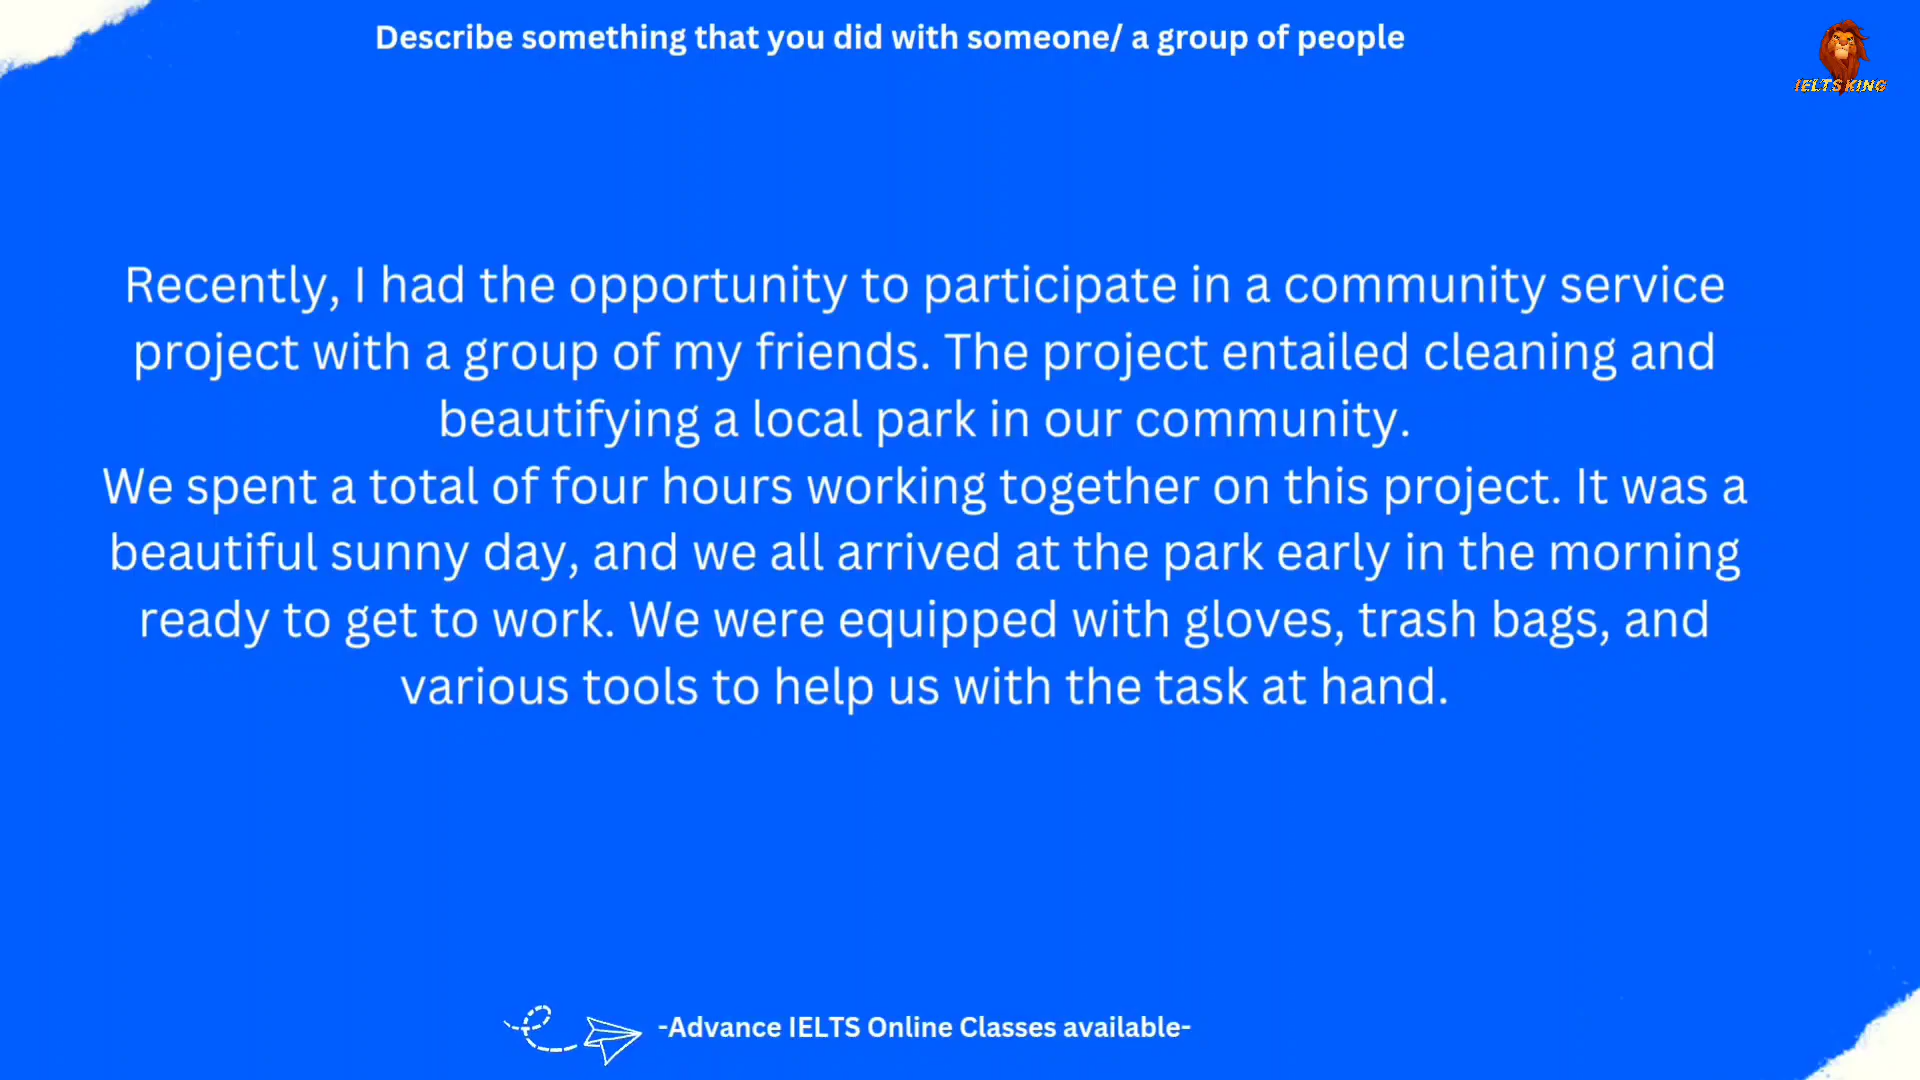 Describe something that you did with someone/ a group of people
IELTS KING
Recently, I had the opportunity to participate in a community service
project with a group of my friends. The project entailed cleaning and
beautifying a local park in our community.
We spent a total of four hours working together on this project. It was a
beautiful sunny day, and we all arrived at the park early in the morning
ready to get to work. We were equipped with gloves, trash bags, and
various tools to help us with the task at hand.
-Advance IELTS Online Classes available-